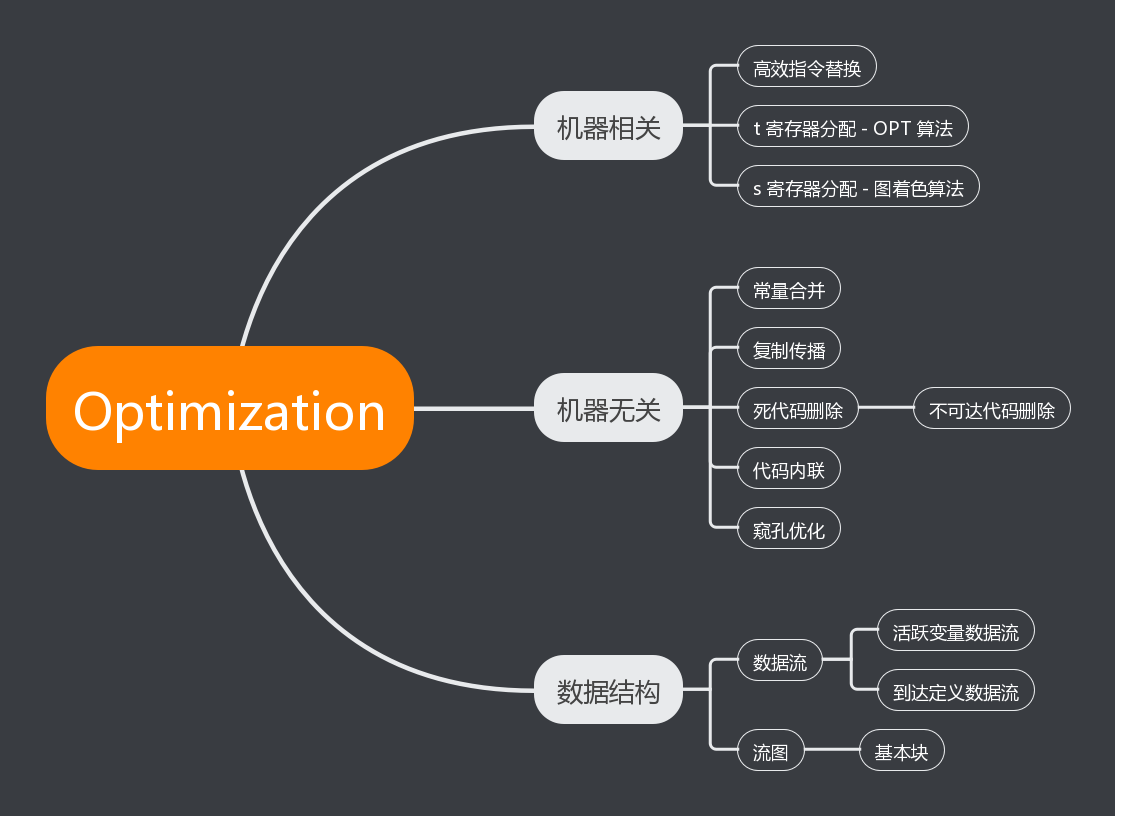 Optimization
机器相关
高效指令替换
t 寄存器分配 - OPT 算法
s 寄存器分配 - 图着色算法
机器无关
常量合并
复制传播
死代码删除
不可达代码删除
代码内联
窥孔优化
数据结构
数据流
活跃变量数据流
到达定义数据流
流图
基本块